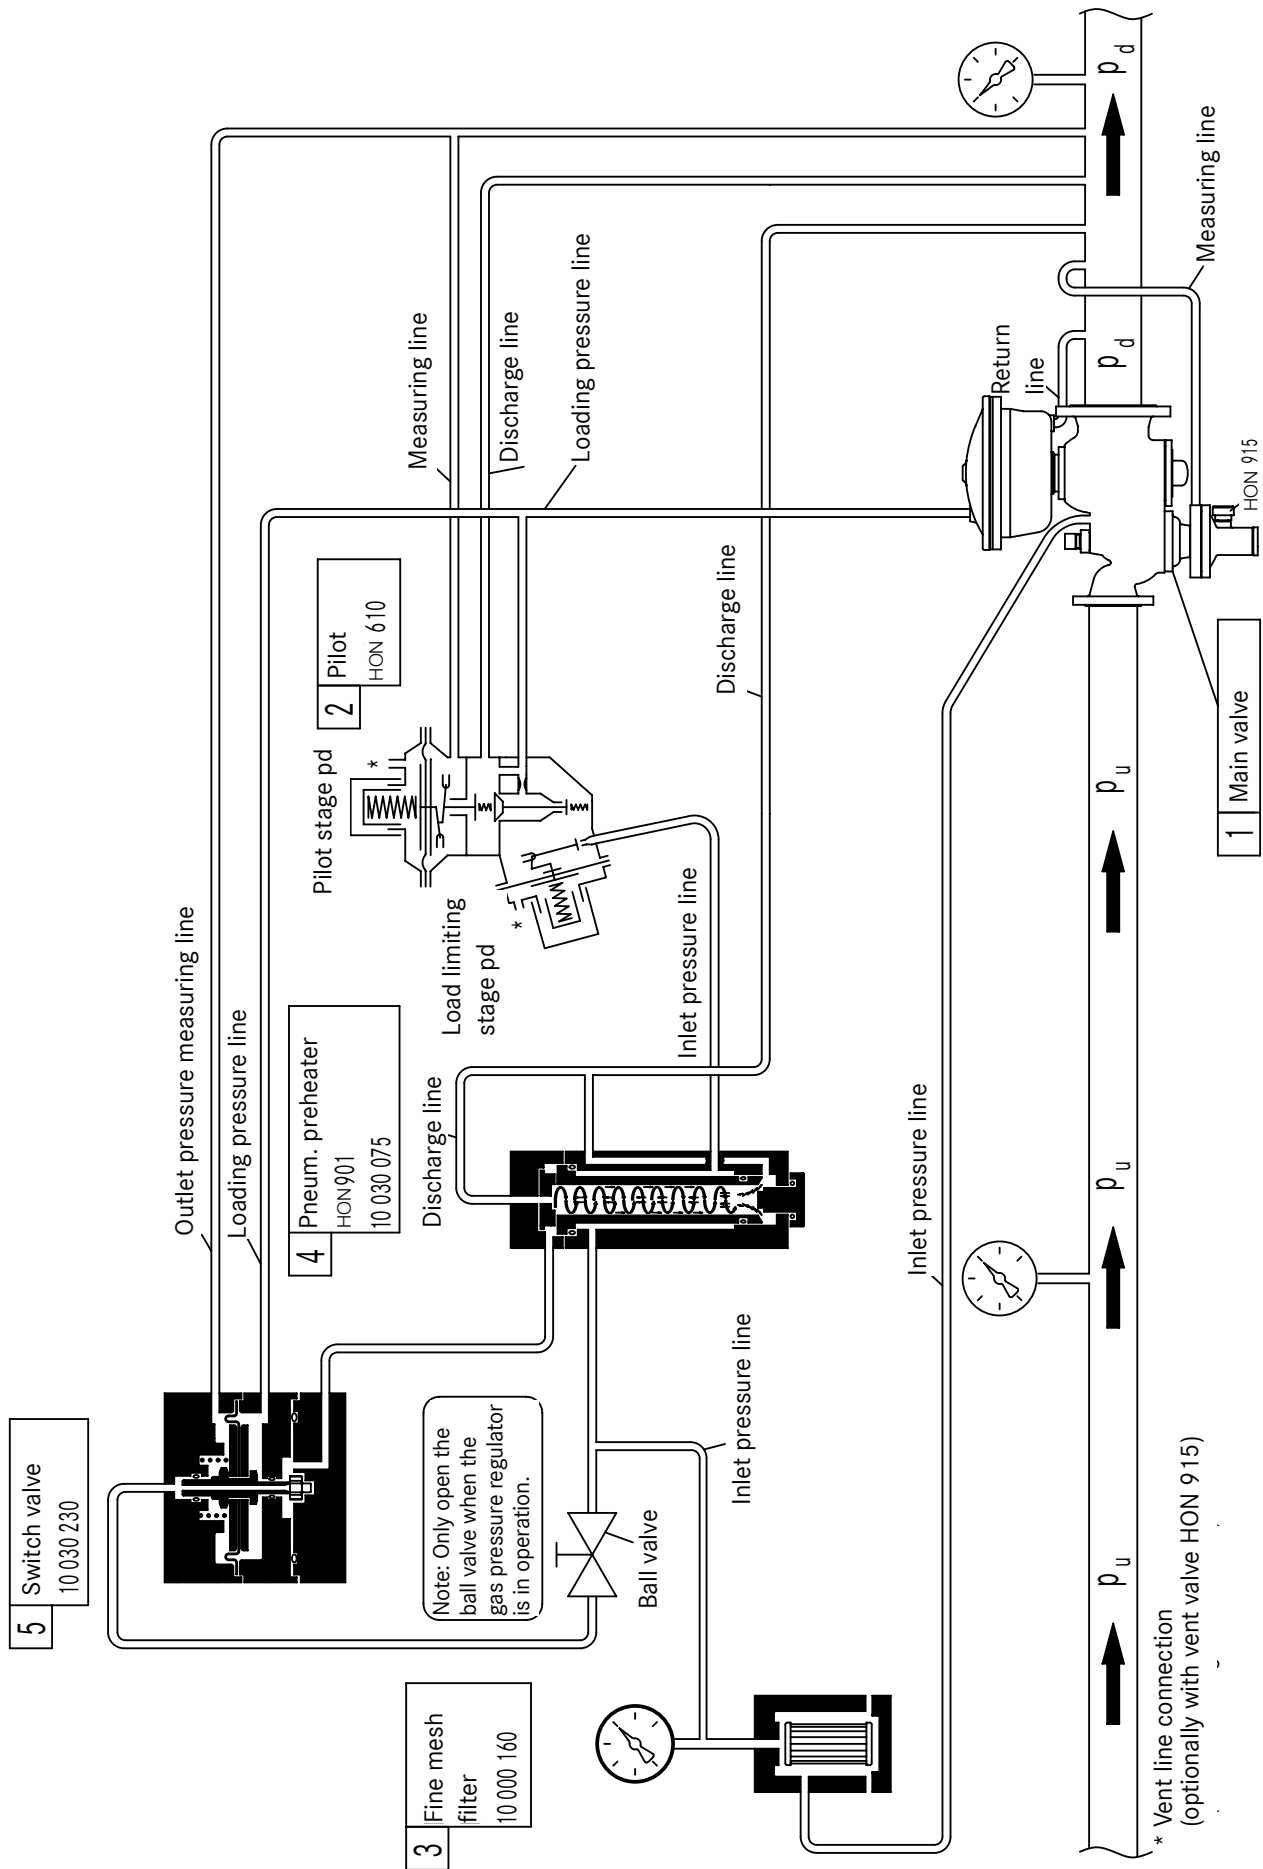 5
Switch valve
10 030 230
Outlet pressure measuring line
Loading pressure line
4
Pneum. preheater
HON 901
10 030 075
2
Pilot
HON 610
Pilot stage pd
*
Load limiting
stage pd
*
Measuring line
Discharge line
Loading pressure line
Discharge line
Inlet pressure line
Discharge line
3
Fine mesh
filter
10 000 160
Note: Only open the
ball valve when the
gas pressure regulator
is in operation.
Ball valve
Inlet pressure line
Inlet pressure line
Return
line
Measuring line
HON 915
1
Main valve
pu
pu
pu
pd
pd
* Vent line connection
(optionally with vent valve HON 915)